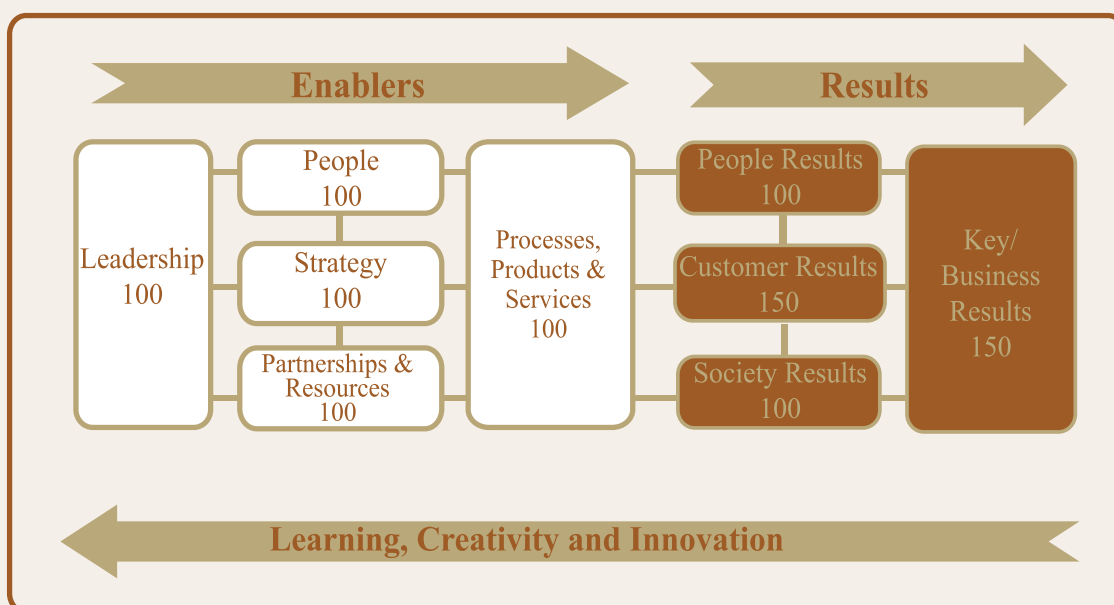 Enablers
Results
Leadership
100
People
100
Strategy
100
Partnerships &
Resources
100
Processes,
Products &
Services
100
People Results
100
Customer Results
150
Society Results
100
Key/
Business
Results
150
Learning, Creativity and Innovation